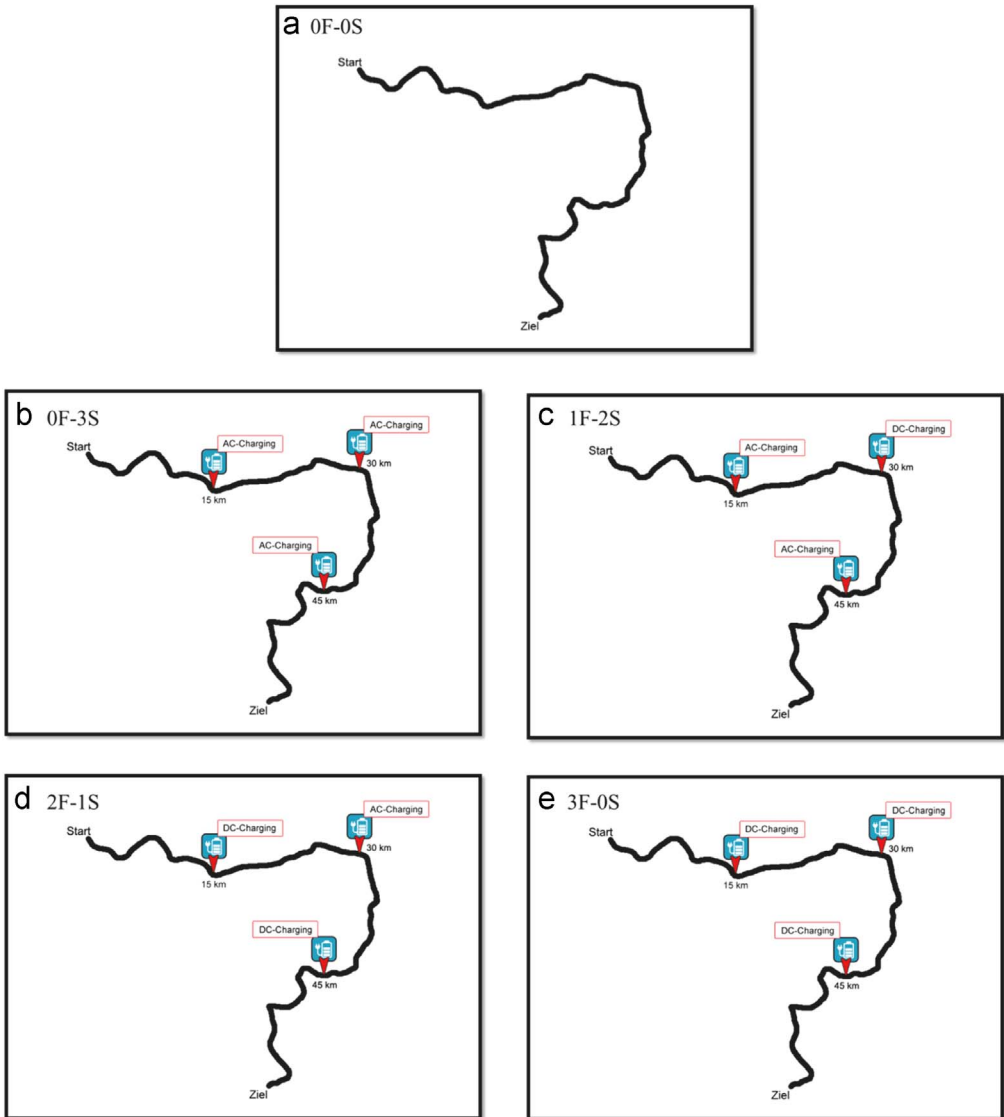 a 0F-0S
Start
Ziel
b 0F-3S
Start
AC-Charging
15 km
AC-Charging
30 km
AC-Charging
45 km
Ziel
c 1F-2S
Start
AC-Charging
15 km
DC-Charging
30 km
AC-Charging
45 km
Ziel
d 2F-1S
Start
DC-Charging
15 km
AC-Charging
30 km
DC-Charging
45 km
Ziel
e 3F-0S
Start
DC-Charging
15 km
DC-Charging
30 km
DC-Charging
45 km
Ziel